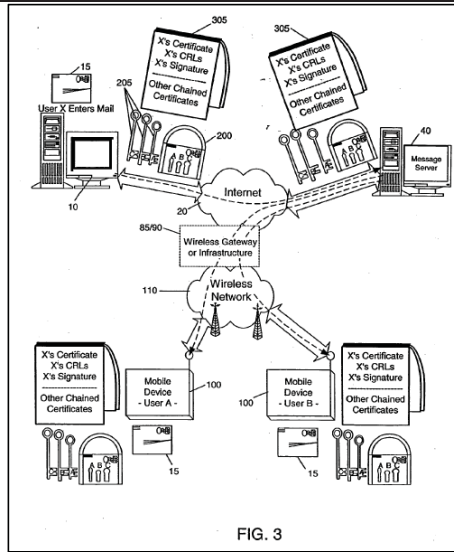 305
X's Certificate
X's CRLs
X's Signature
Other Chained
Certificates
305
X's Certificate
X's CRLs
X's Signature
Other Chained
Certificates
15
User X Enters Mail
205
200
A B C
A B C
40
Message
Server
10
Internet
20
85/90
Wireless Gateway
or Infrastructure
110
Wireless
Network
X's Certificate
X's CRLs
X's Signature
Other Chained
Certificates
A B C
Mobile
Device
- User A -
100
15
Mobile
Device
- User B -
100
15
X's Certificate
X's CRLs
X's Signature
Other Chained
Certificates
A B C
FIG. 3